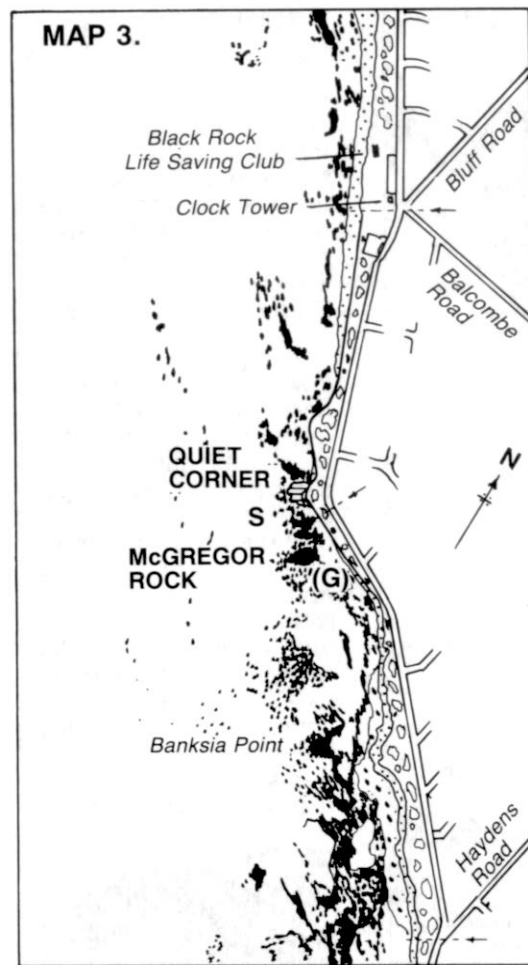 MAP 3.
Black Rock
Life Saving Club
Clock Tower
Bluff Road
Balcombe
Road
QUIET
CORNER
N
S
McGREGOR
ROCK
(G)
Banksia Point
Haydens
Road